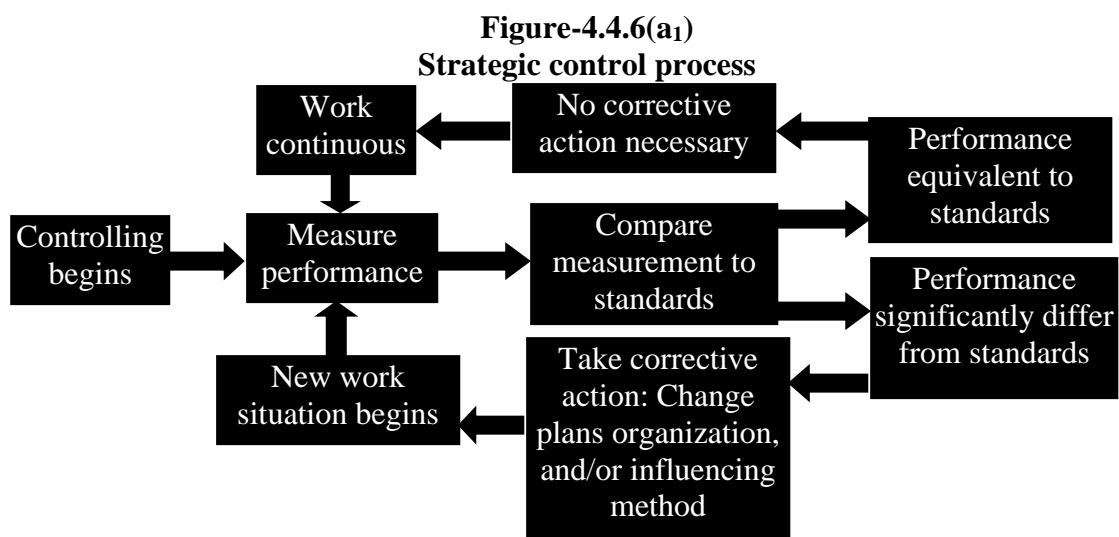 Figure-4.4.6(a₁)
Strategic control process
Work
continuous
No corrective
action necessary
Performance
equivalent to
standards
Controlling
begins
Measure
performance
Compare
measurement to
standards
Performance
significantly differ
from standards
New work
situation begins
Take corrective
action: Change
plans organization,
and/or influencing
method